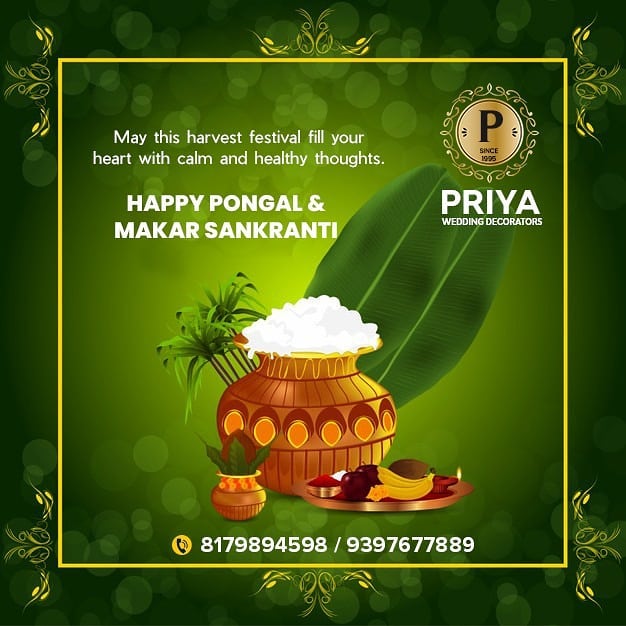 May this harvest festival fill your
heart with calm and healthy thoughts.
HAPPY PONGAL &
MAKAR SANKRANTI
P
SINCE
1995
PRIYA
WEDDING DECORATORS
8179894598 / 9397677889